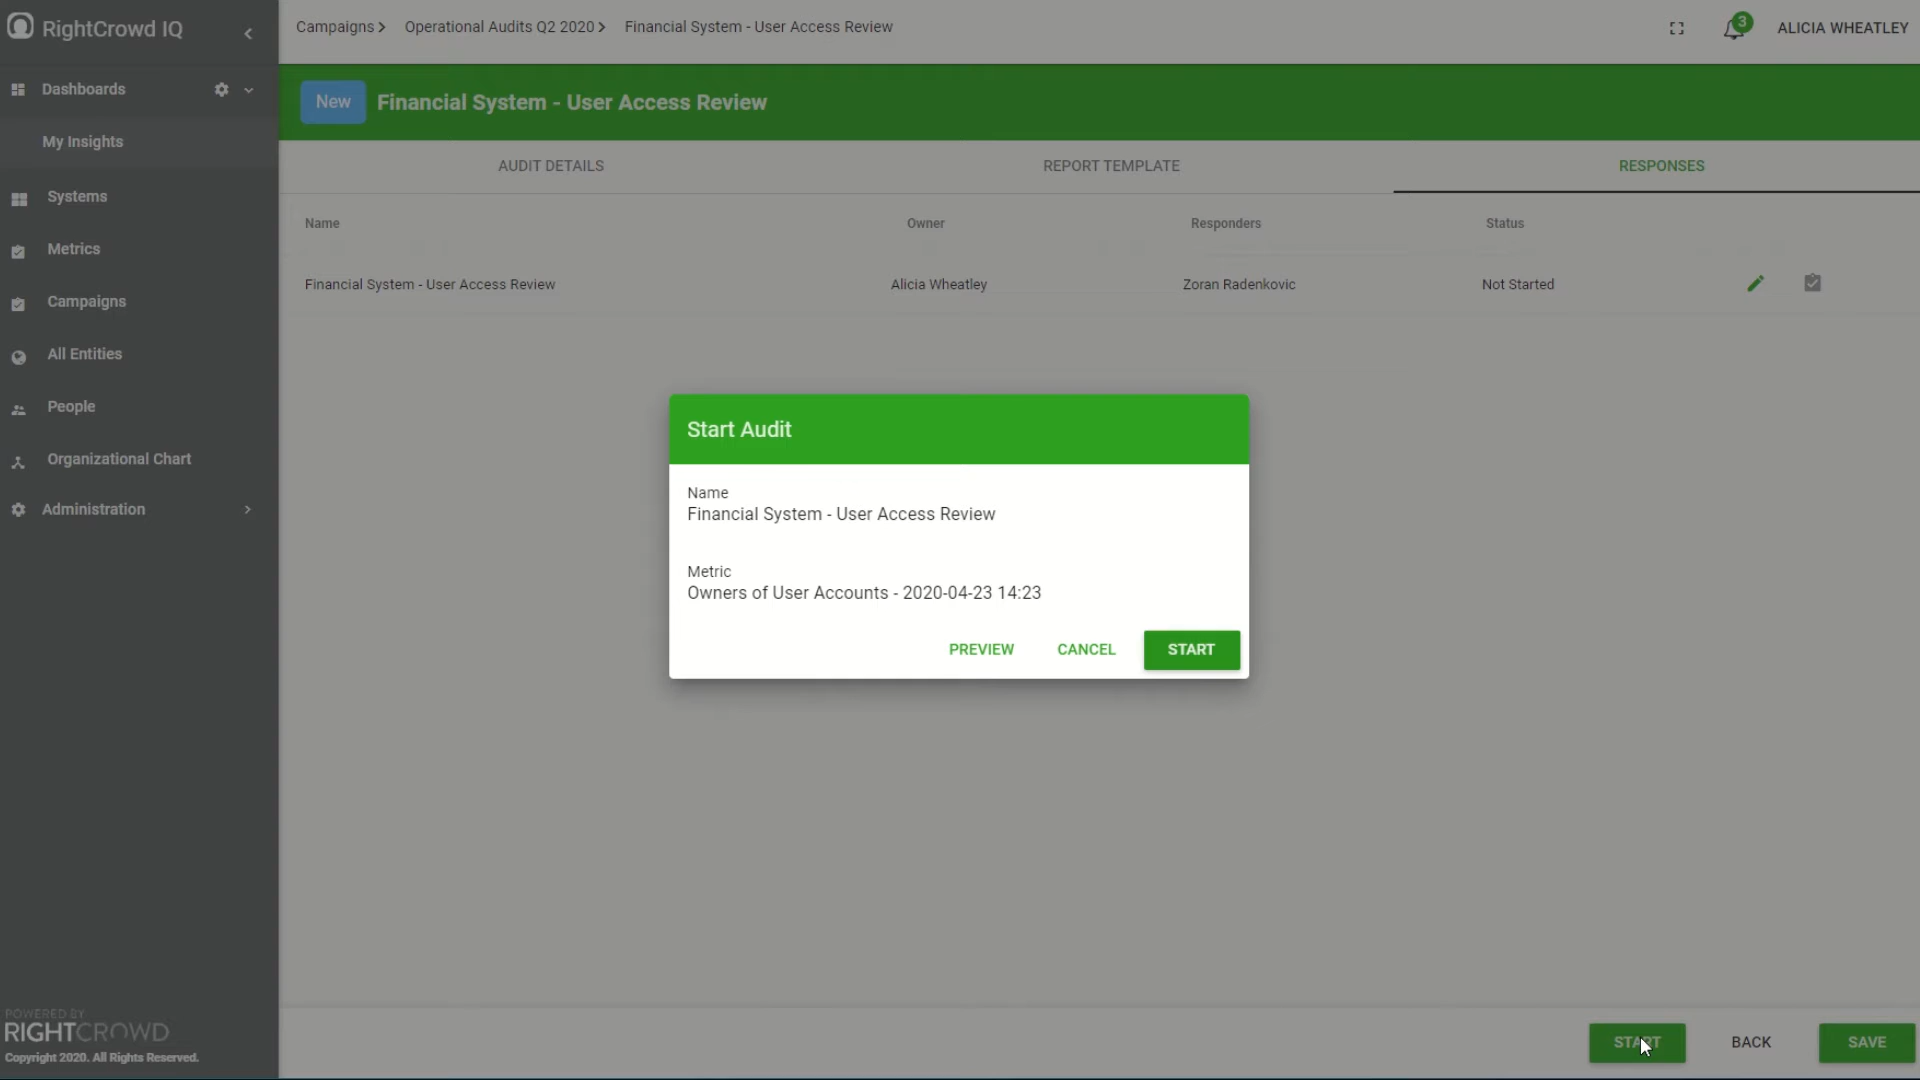 RightCrowd IQ
Campaigns > Operational Audits Q2 2020 > Financial System - User Access Review
3
ALICIA WHEATLEY
Dashboards
My Insights
Systems
Metrics
Campaigns
All Entities
People
Organizational Chart
Administration
New Financial System - User Access Review
AUDIT DETAILS REPORT TEMPLATE RESPONSES
Name Owner Responders Status
Financial System - User Access Review Alicia Wheatley Zoran Radenkovic Not Started
Start Audit
Name
Financial System - User Access Review
Metric
Owners of User Accounts - 2020-04-23 14:23
PREVIEW CANCEL START
POWERED BY
RIGHTCROWD
Copyright 2020. All Rights Reserved.
START BACK SAVE